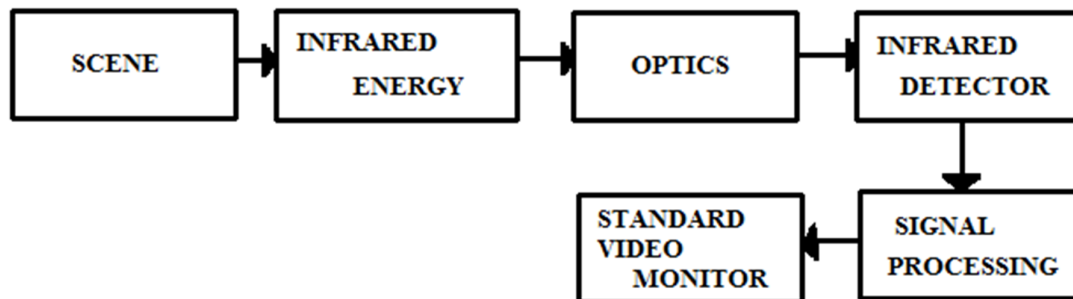 SCENE
INFRARED
ENERGY
OPTICS
INFRARED
DETECTOR
SIGNAL
PROCESSING
STANDARD
VIDEO
MONITOR